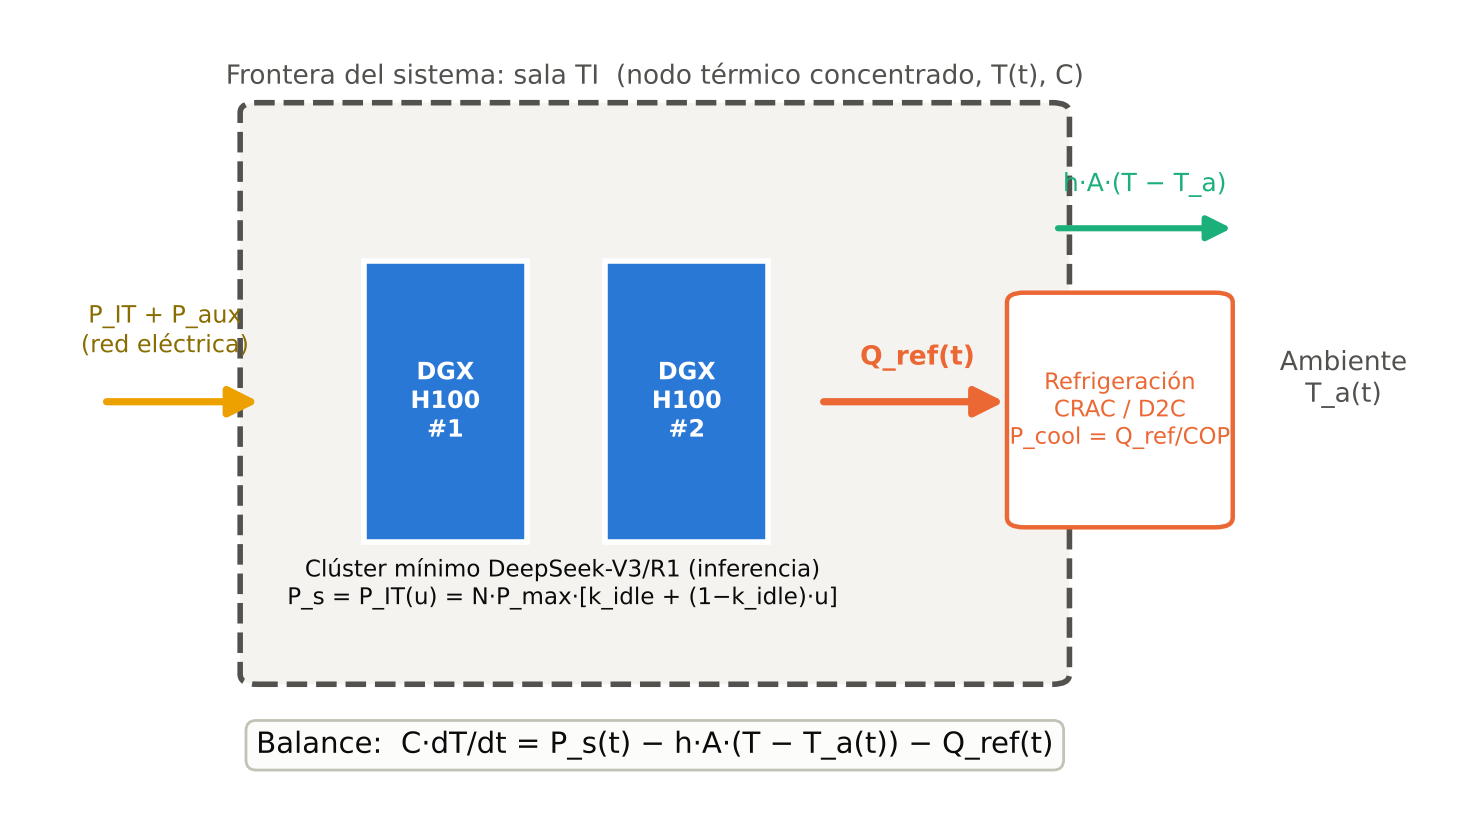 Frontera del sistema: sala TI  (nodo térmico concentrado, T(t), C)
h·A·(T − T_a)
P_IT + P_aux
(red eléctrica)
DGX
H100
#1
DGX
H100
#2
Q_ref(t)
Refrigeración
CRAC / D2C
P_cool = Q_ref/COP
Ambiente
T_a(t)
Clúster mínimo DeepSeek-V3/R1 (inferencia)
P_s = P_IT(u) = N·P_max·[k_idle + (1−k_idle)·u]
Balance:  C·dT/dt = P_s(t) − h·A·(T − T_a(t)) − Q_ref(t)